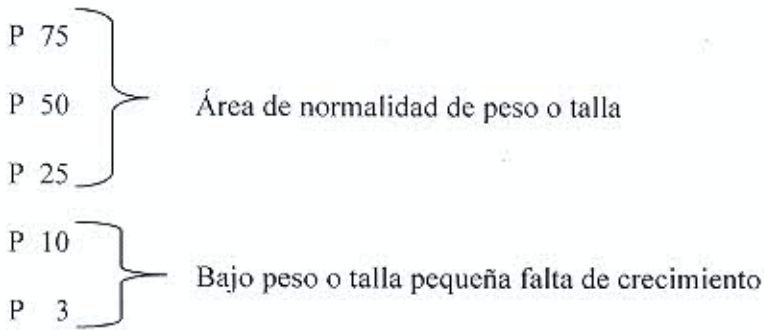 P 75
P 50
Área de normalidad de peso o talla
P 25
P 10
Bajo peso o talla pequeña falta de crecimiento
P 3